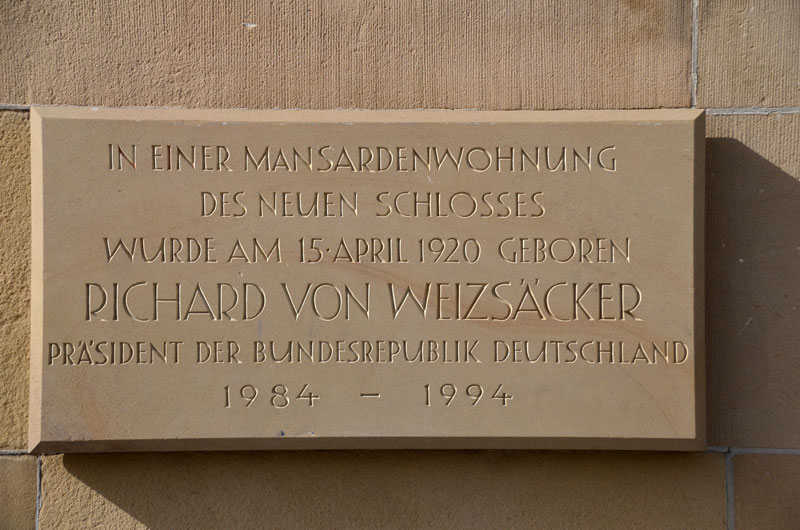 IN EINER MANSARDENWOHNUNG
DES NEUEN SCHLOSSES
WURDE AM 15·APRIL 1920 GEBOREN
RICHARD VON WEIZSÄCKER
PRÄSIDENT DER BUNDESREPUBLIK DEUTSCHLAND
1984 – 1994